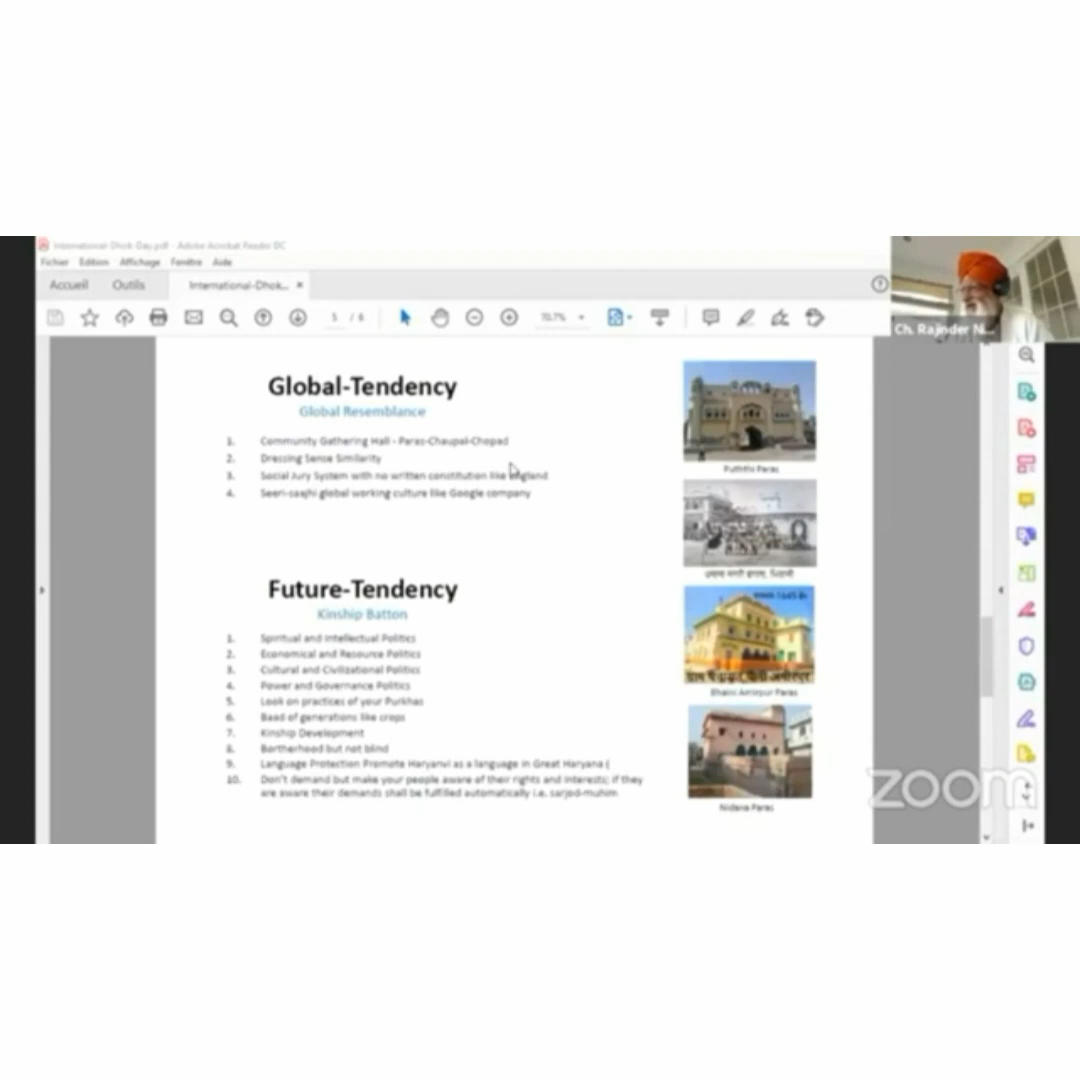 International-Dhok-Day.pdf - Adobe Acrobat Reader DC
Fichier Edition Affichage Fenêtre Aide
Accueil Outils International-Dhok... ×
5 / 6 70,7%
Ch. Rajinder N...
Global-Tendency
Global Resemblance
1. Community Gathering Hall - Paras-Chaupal-Chopad
2. Dressing Sense Similarity
3. Social Jury System with no written constitution like England
4. Seeri-saajhi global working culture like Google company
Puththi Paras
Future-Tendency
Kinship Batton
1. Spiritual and Intellectual Politics
2. Economical and Resource Politics
3. Cultural and Civilizational Politics
4. Power and Governance Politics
5. Look on practices of your Purkhas
6. Baad of generations like crops
7. Kinship Development
8. Bortherhood but not blind
9. Language Protection Promote Haryanvi as a language in Great Haryana (
10. Don't demand but make your people aware of their rights and interests; if they
are aware their demands shall be fulfilled automatically i.e. sarjod-muhim
Bhaini Amirpur Paras
Nidana Paras
zoom